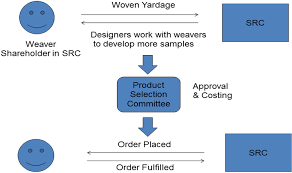 Woven Yardage
SRC
Designers work with weavers
to develop more samples
Weaver
Shareholder in SRC
Product
Selection
Committee
Approval
& Costing
Order Placed
SRC
Order Fulfilled